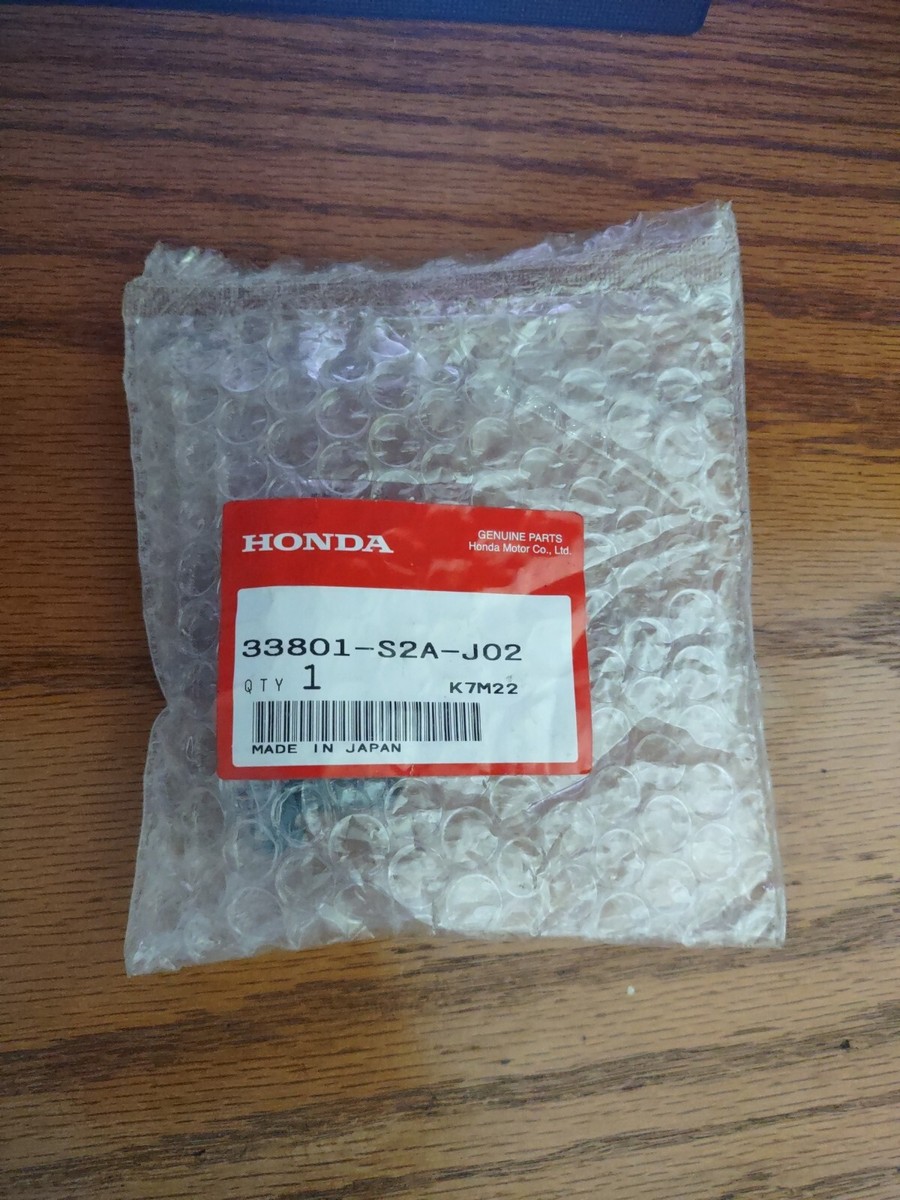 HONDA
GENUINE PARTS
Honda Motor Co., Ltd.
33801-S2A-J02
QTY 1
K7M22
MADE IN JAPAN